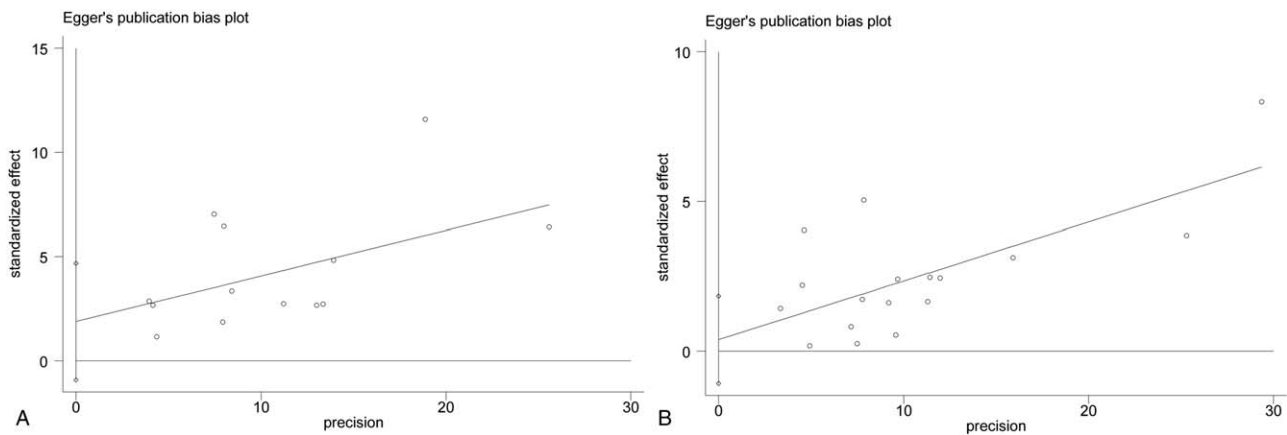 Egger's publication bias plot
15
10
5
0
standardized effect
0
10
20
30
precision
A
Egger's publication bias plot
10
5
0
standardized effect
0
10
20
30
precision
B